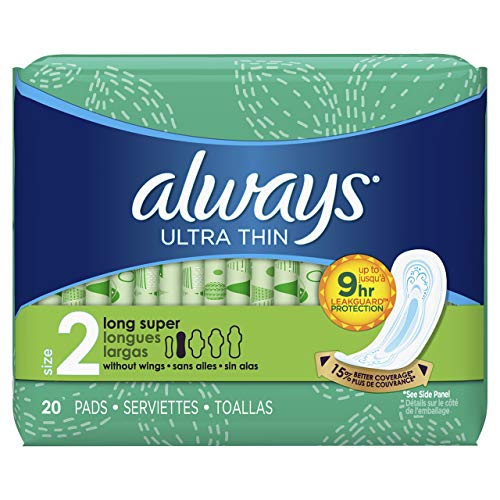 always®
ULTRA THIN
up to
jusqu'à
9hr
LEAKGUARD™
PROTECTION
size 2
long super
longues
largas
without wings • sans ailes • sin alas
15% BETTER COVERAGE*
PLUS DE COUVRANCE*
*See Side Panel
Détails sur le côté
de l'emballage
20 PADS • SERVIETTES • TOALLAS